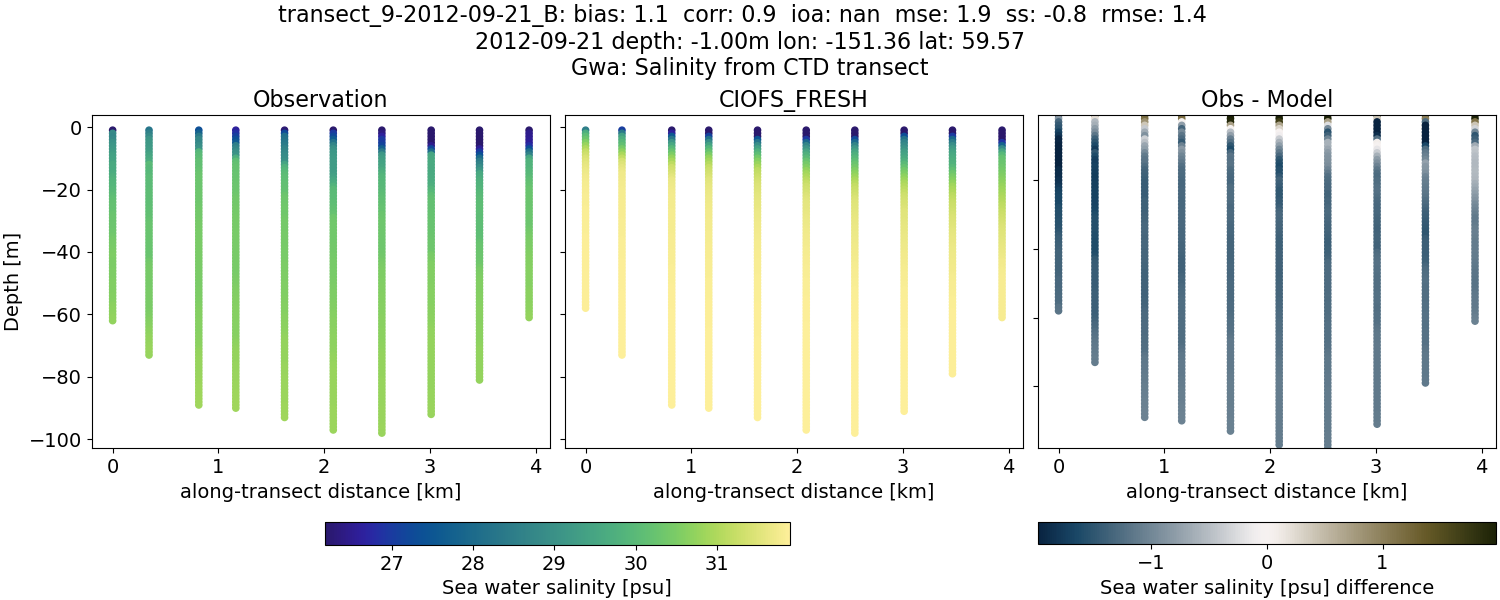 transect_9-2012-09-21_B: bias: 1.1  corr: 0.9  ioa: nan  mse: 1.9  ss: -0.8  rmse: 1.4
2012-09-21 depth: -1.00m lon: -151.36 lat: 59.57
Gwa: Salinity from CTD transect
Observation
CIOFS_FRESH
Obs - Model
Depth [m]
0
−20
−40
−60
−80
−100
0 1 2 3 4
0 1 2 3 4
0 1 2 3 4
along-transect distance [km]
along-transect distance [km]
along-transect distance [km]
27 28 29 30 31
Sea water salinity [psu]
−1 0 1
Sea water salinity [psu] difference